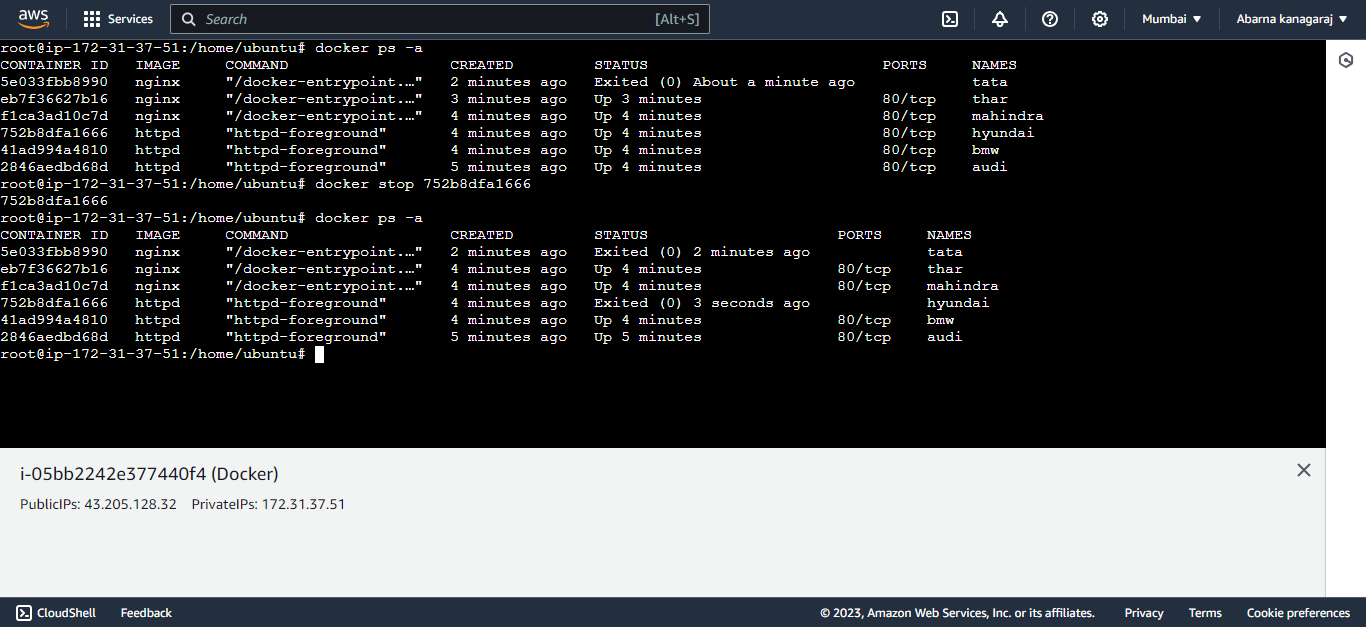 aws Services Search [Alt+S] Mumbai ▼ Abarna kanagaraj ▼
root@ip-172-31-37-51:/home/ubuntu# docker ps -a
CONTAINER ID   IMAGE     COMMAND                  CREATED         STATUS                          PORTS     NAMES
5e033fbb8990   nginx     "/docker-entrypoint.…"   2 minutes ago   Exited (0) About a minute ago             tata
eb7f36627b16   nginx     "/docker-entrypoint.…"   3 minutes ago   Up 3 minutes                    80/tcp    thar
f1ca3ad10c7d   nginx     "/docker-entrypoint.…"   4 minutes ago   Up 4 minutes                    80/tcp    mahindra
752b8dfa1666   httpd     "httpd-foreground"       4 minutes ago   Up 4 minutes                    80/tcp    hyundai
41ad994a4810   httpd     "httpd-foreground"       4 minutes ago   Up 4 minutes                    80/tcp    bmw
2846aedbd68d   httpd     "httpd-foreground"       5 minutes ago   Up 4 minutes                    80/tcp    audi
root@ip-172-31-37-51:/home/ubuntu# docker stop 752b8dfa1666
752b8dfa1666
root@ip-172-31-37-51:/home/ubuntu# docker ps -a
CONTAINER ID   IMAGE     COMMAND                  CREATED         STATUS                     PORTS     NAMES
5e033fbb8990   nginx     "/docker-entrypoint.…"   2 minutes ago   Exited (0) 2 minutes ago             tata
eb7f36627b16   nginx     "/docker-entrypoint.…"   4 minutes ago   Up 4 minutes               80/tcp    thar
f1ca3ad10c7d   nginx     "/docker-entrypoint.…"   4 minutes ago   Up 4 minutes               80/tcp    mahindra
752b8dfa1666   httpd     "httpd-foreground"       4 minutes ago   Exited (0) 3 seconds ago             hyundai
41ad994a4810   httpd     "httpd-foreground"       4 minutes ago   Up 4 minutes               80/tcp    bmw
2846aedbd68d   httpd     "httpd-foreground"       5 minutes ago   Up 5 minutes               80/tcp    audi
root@ip-172-31-37-51:/home/ubuntu#
i-05bb2242e377440f4 (Docker)
PublicIPs: 43.205.128.32 PrivateIPs: 172.31.37.51
CloudShell Feedback © 2023, Amazon Web Services, Inc. or its affiliates. Privacy Terms Cookie preferences